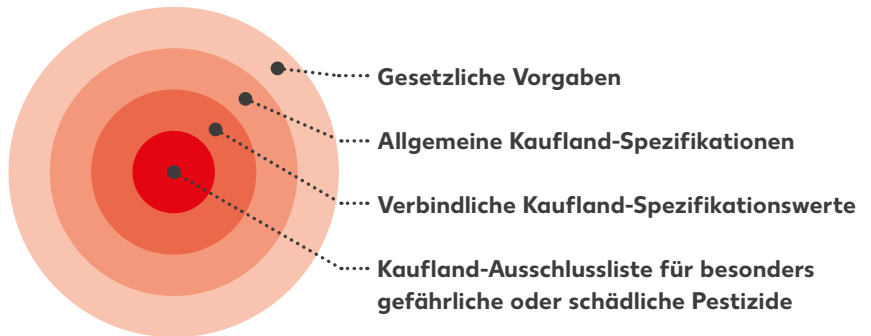 Gesetzliche Vorgaben
Allgemeine Kaufland-Spezifikationen
Verbindliche Kaufland-Spezifikationswerte
Kaufland-Ausschlussliste für besonders
gefährliche oder schädliche Pestizide